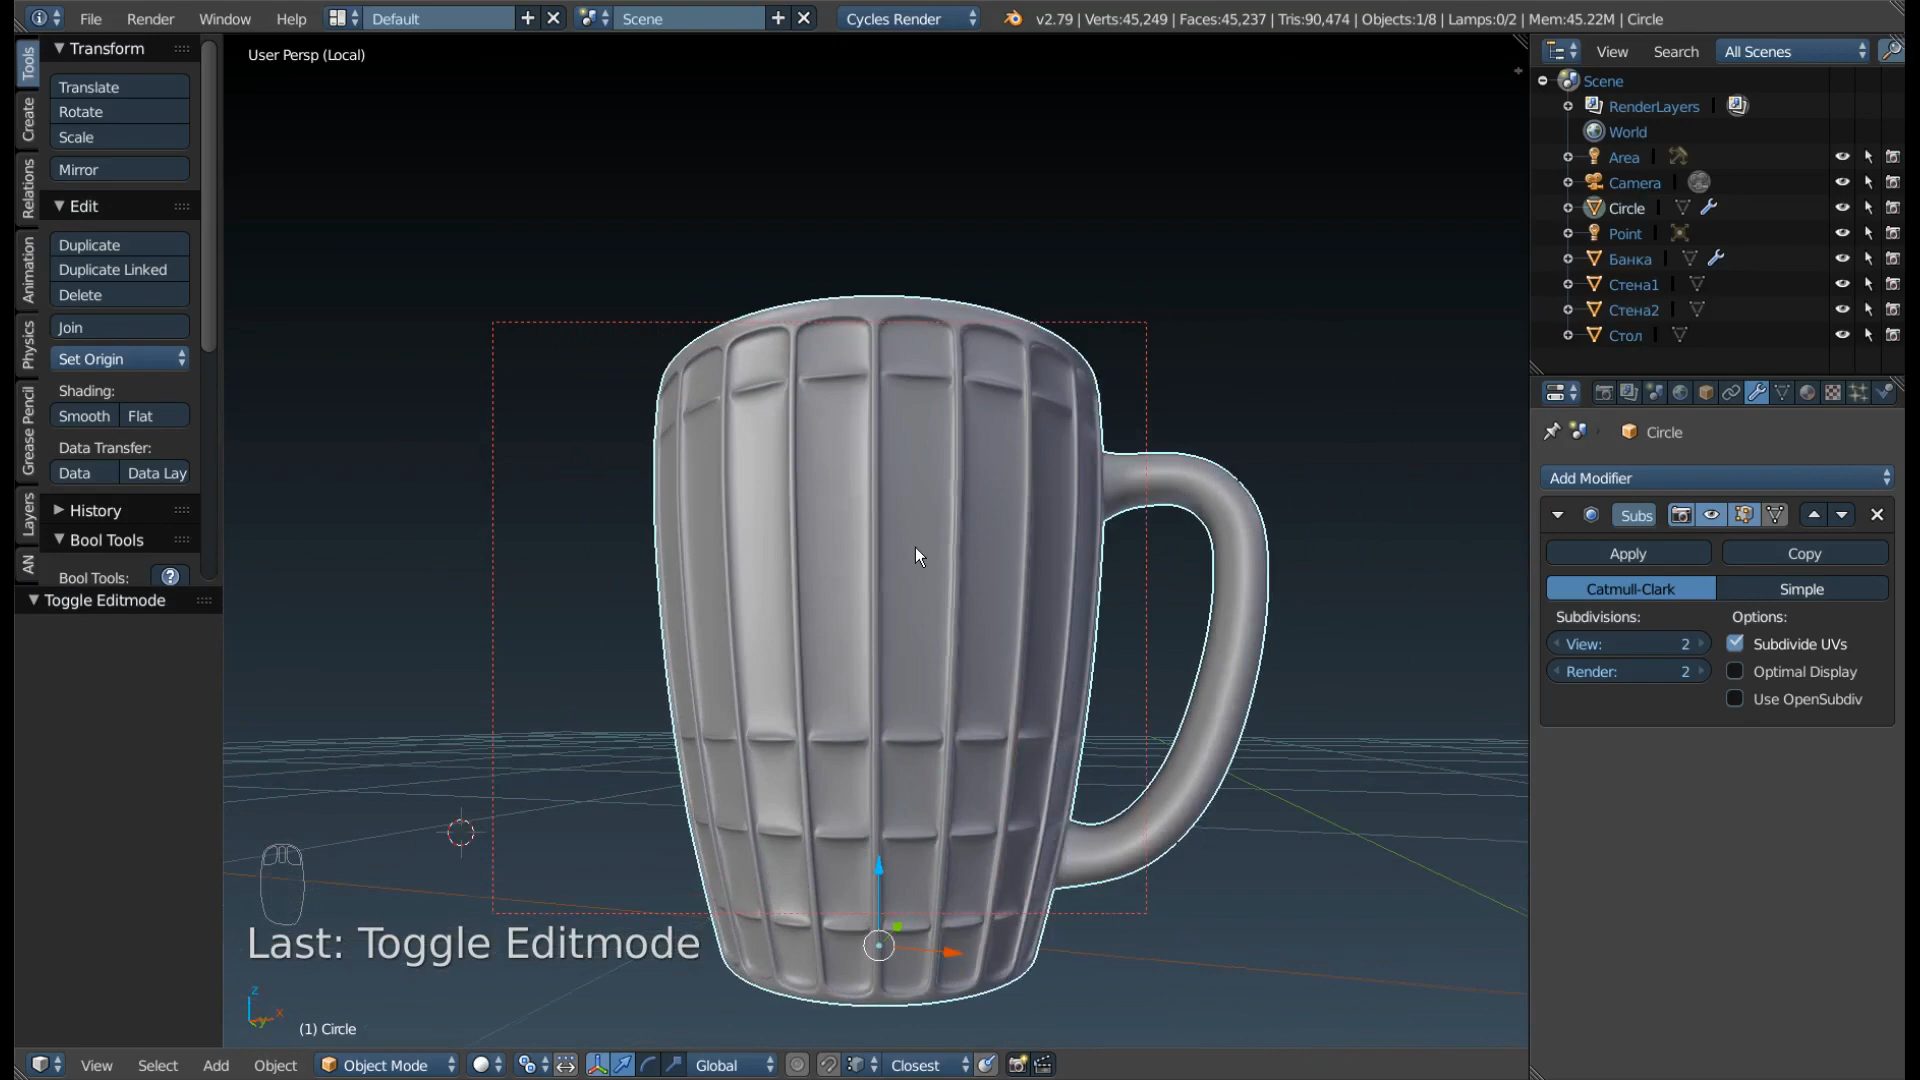 File Render Window Help Default Scene Cycles Render v2.79 | Verts:45,249 | Faces:45,237 | Tris:90,474 | Objects:1/8 | Lamps:0/2 | Mem:45.22M | Circle
Tools
Create
Relations
Animation
Physics
Grease Pencil
Layers
AN
Transform
Translate
Rotate
Scale
Mirror
Edit
Duplicate
Duplicate Linked
Delete
Join
Set Origin
Shading:
Smooth Flat
Data Transfer:
Data Data Lay
History
Bool Tools
Bool Tools: ?
Toggle Editmode
User Persp (Local)
Last: Toggle Editmode
z
x
y
(1) Circle
View Select Add Object Object Mode Global Closest
View Search All Scenes
Scene
RenderLayers
World
Area
Camera
Circle
Point
Банка
Стена1
Стена2
Стол
Circle
Add Modifier
Subs
Apply Copy
Catmull-Clark Simple
Subdivisions: Options:
View: 2 Subdivide UVs
Render: 2 Optimal Display
Use OpenSubdiv